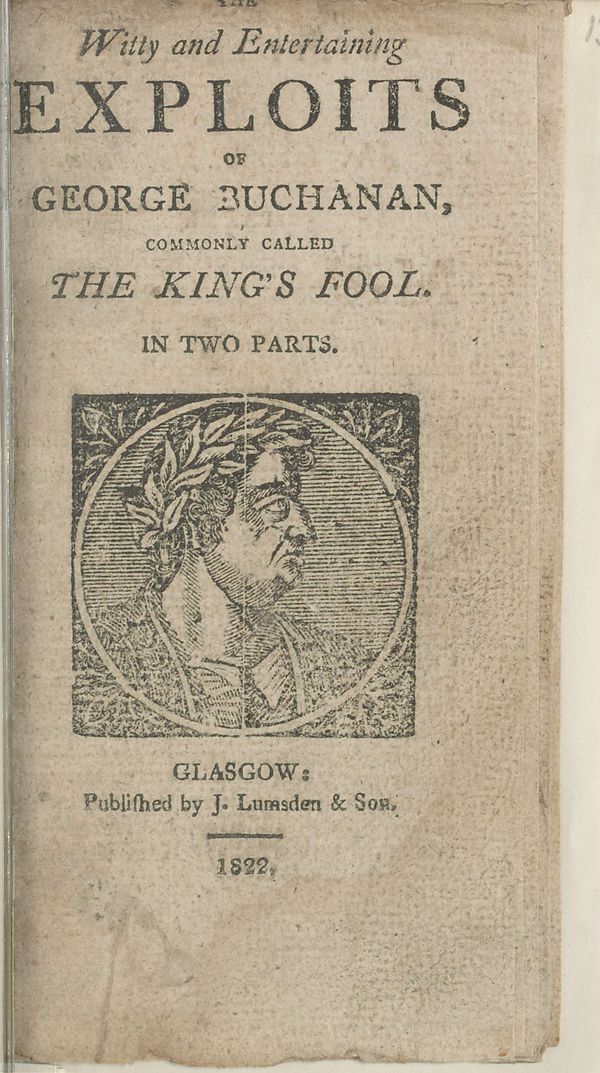 THE
Witty and Entertaining
EXPLOITS
OF
GEORGE BUCHANAN,
COMMONLY CALLED
THE KING'S FOOL.
IN TWO PARTS.
GLASGOW:
Publiſhed by J. Lumsden & Son.
1822.